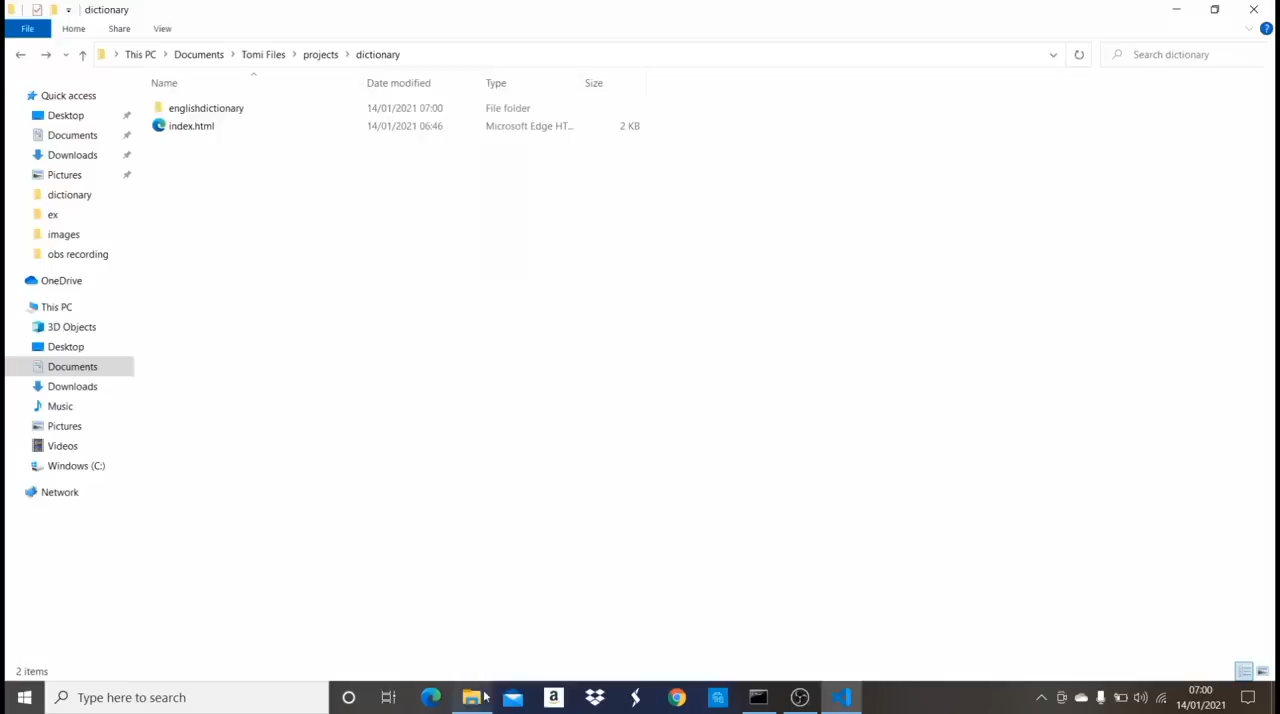 dictionary
File Home Share View
This PC Documents Tomi Files projects dictionary
Search dictionary
Name Date modified Type Size
englishdictionary 14/01/2021 07:00 File folder
index.html 14/01/2021 06:46 Microsoft Edge HT... 2 KB
Quick access
Desktop
Documents
Downloads
Pictures
dictionary
ex
images
obs recording
OneDrive
This PC
3D Objects
Desktop
Documents
Downloads
Music
Pictures
Videos
Windows (C:)
Network
2 items
Type here to search
07:00
14/01/2021